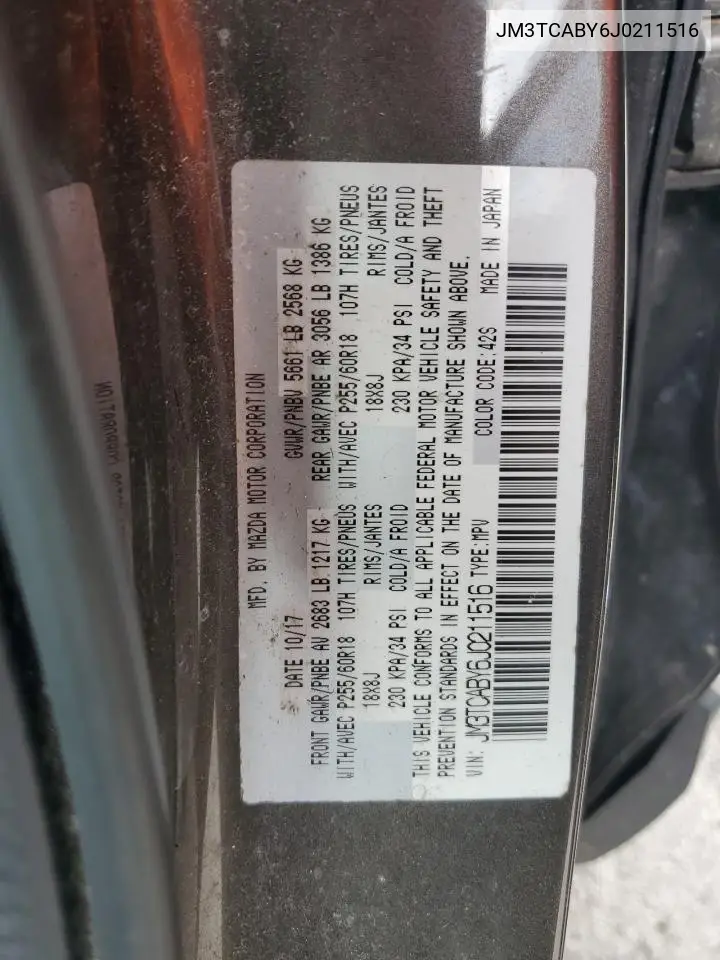 JM3TCABY6J0211516
MFD. BY MAZDA MOTOR CORPORATION
DATE 10/17 GVWR/PNBV 5661 LB 2568 KG
FRONT GAWR/PNBE AV 2683 LB 1217 KG REAR GAWR/PNBE AR 3056 LB 1386 KG
WITH/AVEC P255/60R18 107H TIRES/PNEUS WITH/AVEC P255/60R18 107H TIRES/PNEUS
18X8J RIMS/JANTES 18X8J RIMS/JANTES
230 KPA/34 PSI COLD/A FROID 230 KPA/34 PSI COLD/A FROID
THIS VEHICLE CONFORMS TO ALL APPLICABLE FEDERAL MOTOR VEHICLE SAFETY AND THEFT
PREVENTION STANDARDS IN EFFECT ON THE DATE OF MANUFACTURE SHOWN ABOVE.
VIN: JM3TCABY6J0211516 TYPE:MPV COLOR CODE:42S MADE IN JAPAN